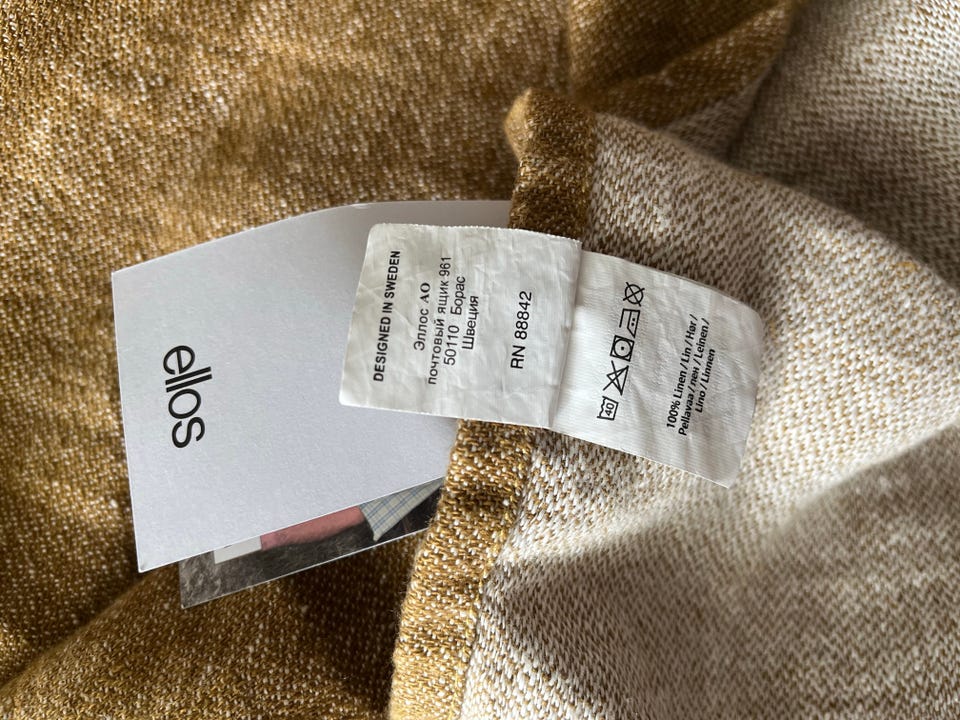 ellos
DESIGNED IN SWEDEN
Эллос АО
почтовый ящик 961
50110 Борас
Швеция
RN 88842
40
100% Linen / Lin / Hør /
Pellavaa / лен / Leinen /
Lino / Linnen